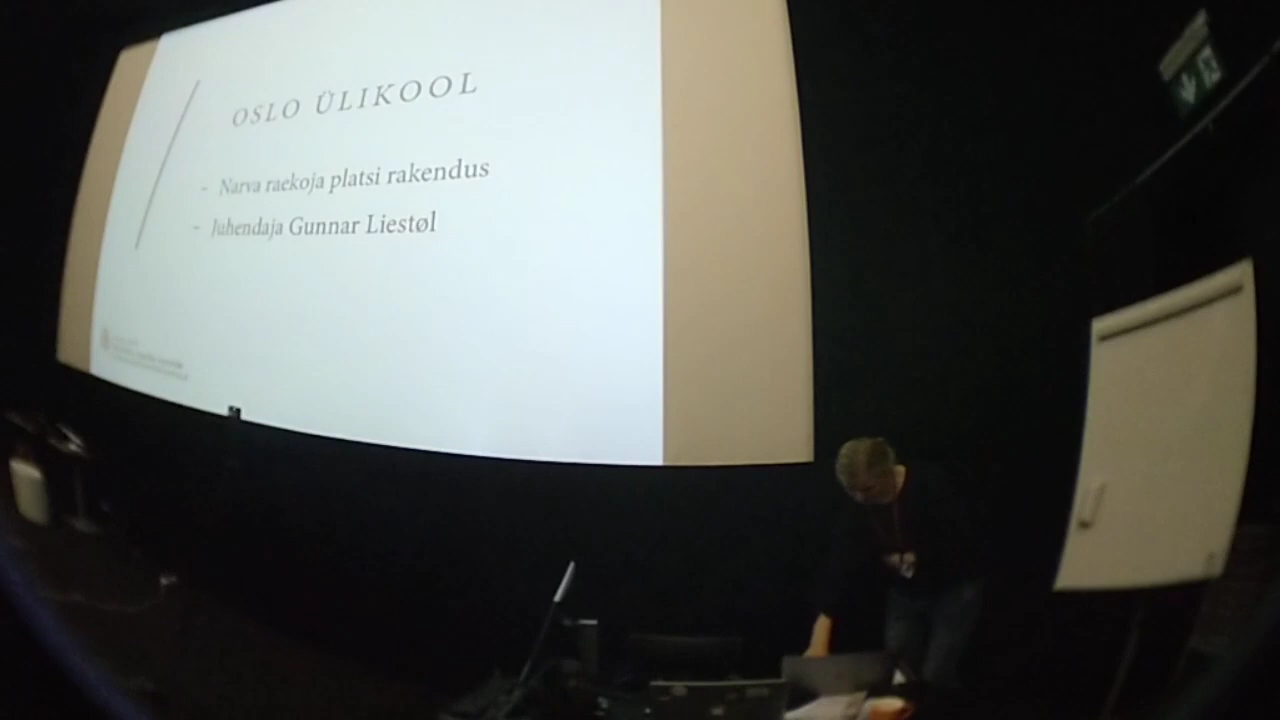 OSLO ÜLIKOOL
- Narva raekoja platsi rakendus
- Juhendaja Gunnar Liestøl